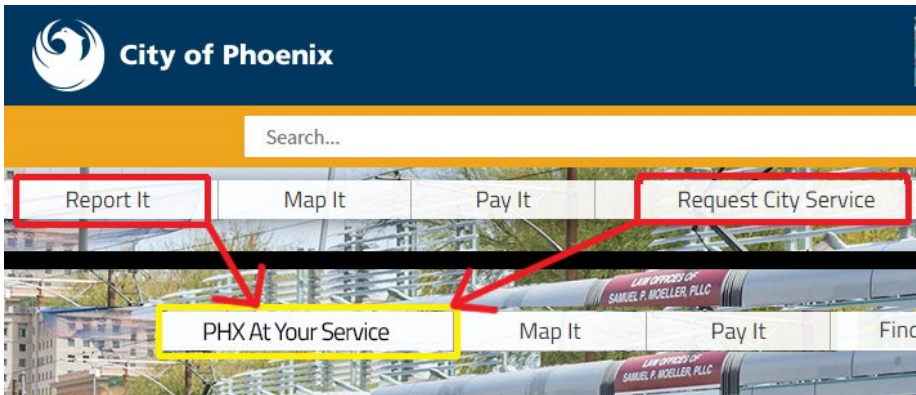 City of Phoenix
Search...
Report It Map It Pay It Request City Service
LAW OFFICES OF
SAMUEL P. MOELLER, PLLC
PHX At Your Service Map It Pay It Find
LAW OFFICES OF
SAMUEL P. MOELLER, PLLC